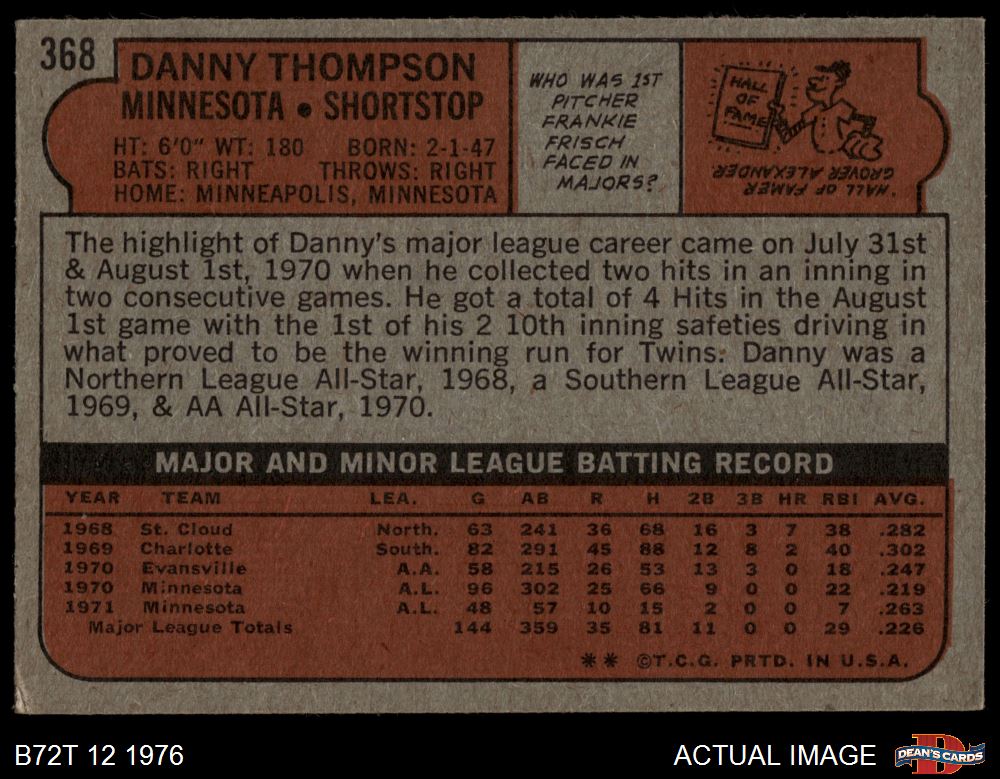 368
DANNY THOMPSON
MINNESOTA • SHORTSTOP
HT: 6'0" WT: 180 BORN: 2-1-47
BATS: RIGHT THROWS: RIGHT
HOME: MINNEAPOLIS, MINNESOTA
WHO WAS 1ST
PITCHER
FRANKIE
FRISCH
FACED IN
MAJORS?
HALL
OF
FAME
"HALL OF FAMER"
GROVER ALEXANDER
The highlight of Danny's major league career came on July 31st
& August 1st, 1970 when he collected two hits in an inning in
two consecutive games. He got a total of 4 Hits in the August
1st game with the 1st of his 2 10th inning safeties driving in
what proved to be the winning run for Twins. Danny was a
Northern League All-Star, 1968, a Southern League All-Star,
1969, & AA All-Star, 1970.
MAJOR AND MINOR LEAGUE BATTING RECORD
YEAR TEAM LEA. G AB R H 2B 3B HR RBI AVG.
1968 St. Cloud North. 63 241 36 68 16 3 7 38 .282
1969 Charlotte South. 82 291 45 88 12 8 2 40 .302
1970 Evansville A.A. 58 215 26 53 13 3 0 18 .247
1970 Minnesota A.L. 96 302 25 66 9 0 0 22 .219
1971 Minnesota A.L. 48 57 10 15 2 0 0 7 .263
Major League Totals 144 359 35 81 11 0 0 29 .226
** ©T.C.G. PRTD. IN U.S.A.
B72T 12 1976
ACTUAL IMAGE
DEAN'S CARDS